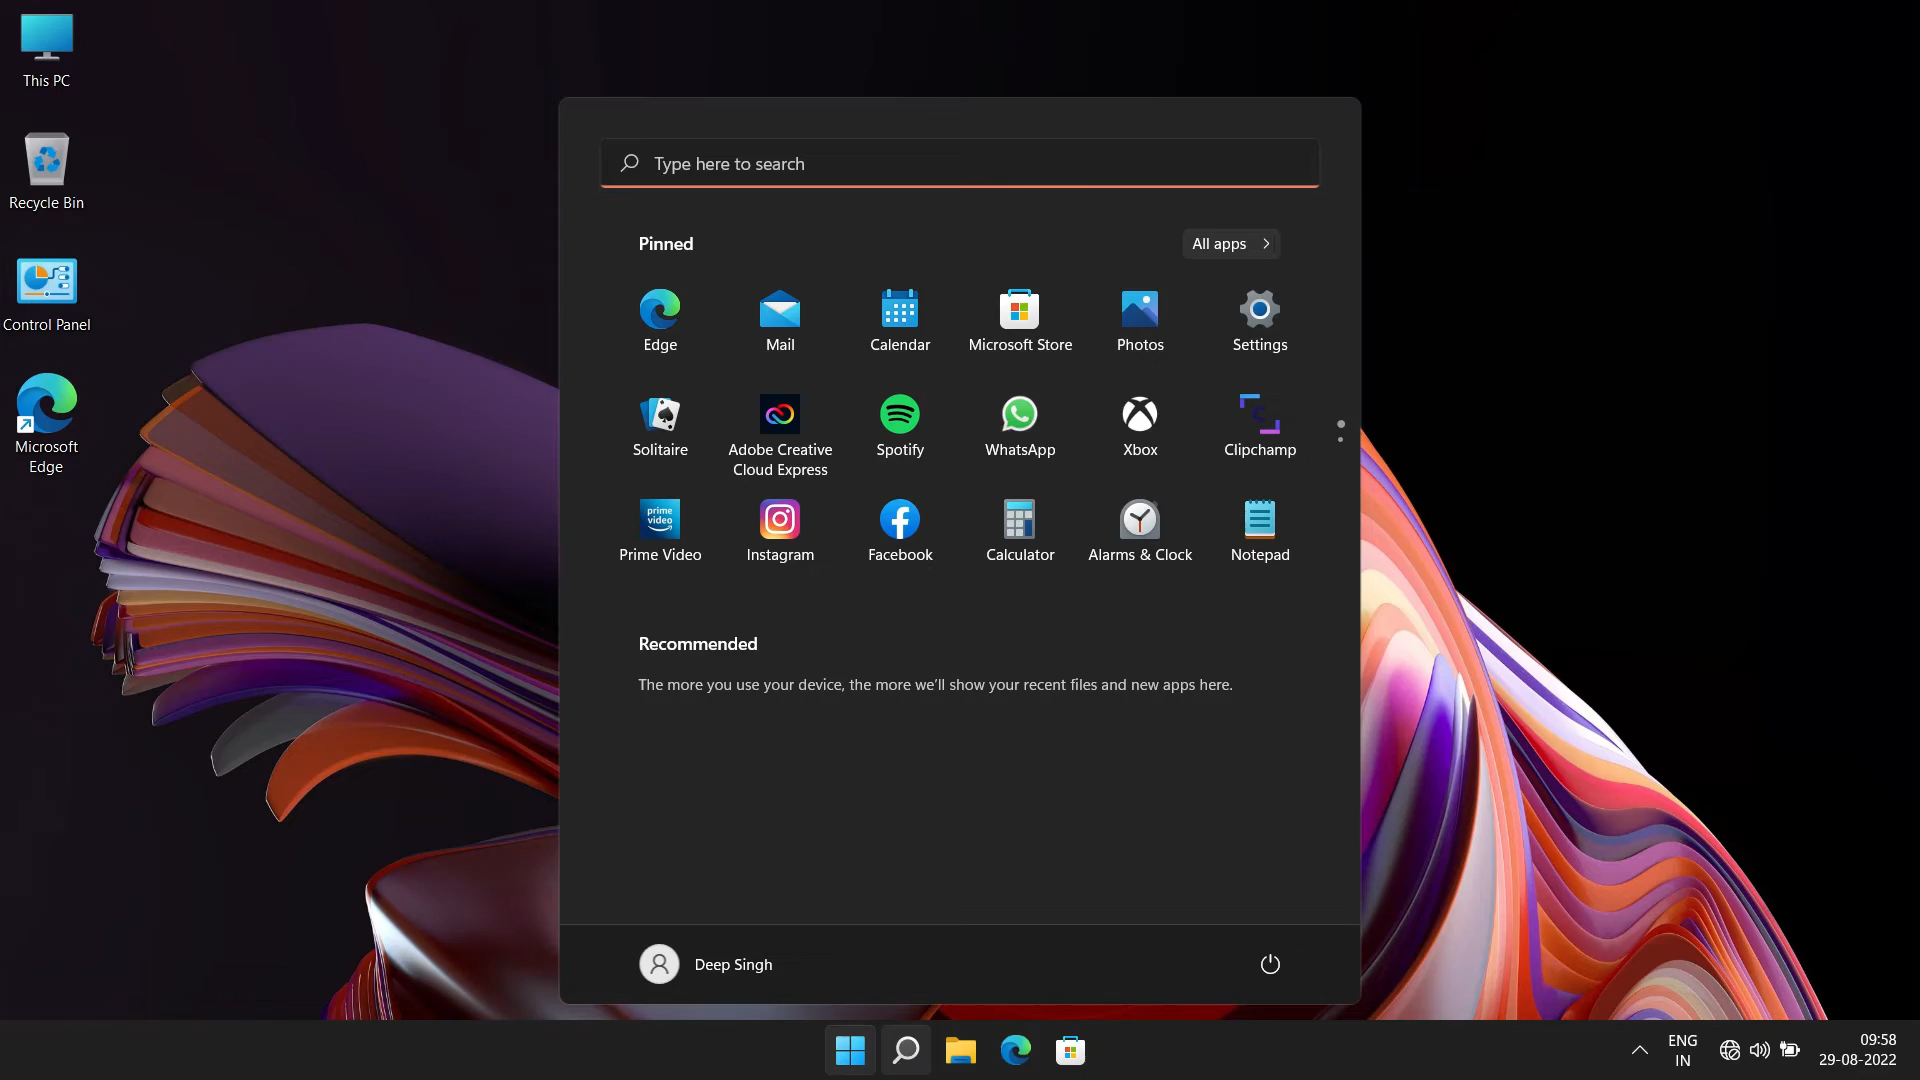 This PC
Recycle Bin
Control Panel
Microsoft
Edge
Type here to search
Pinned
All apps
Edge
Mail
Calendar
Microsoft Store
Photos
Settings
Solitaire
Adobe Creative
Cloud Express
Spotify
WhatsApp
Xbox
Clipchamp
prime
video
Prime Video
Instagram
Facebook
Calculator
Alarms & Clock
Notepad
Recommended
The more you use your device, the more we'll show your recent files and new apps here.
Deep Singh
ENG
IN
09:58
29-08-2022